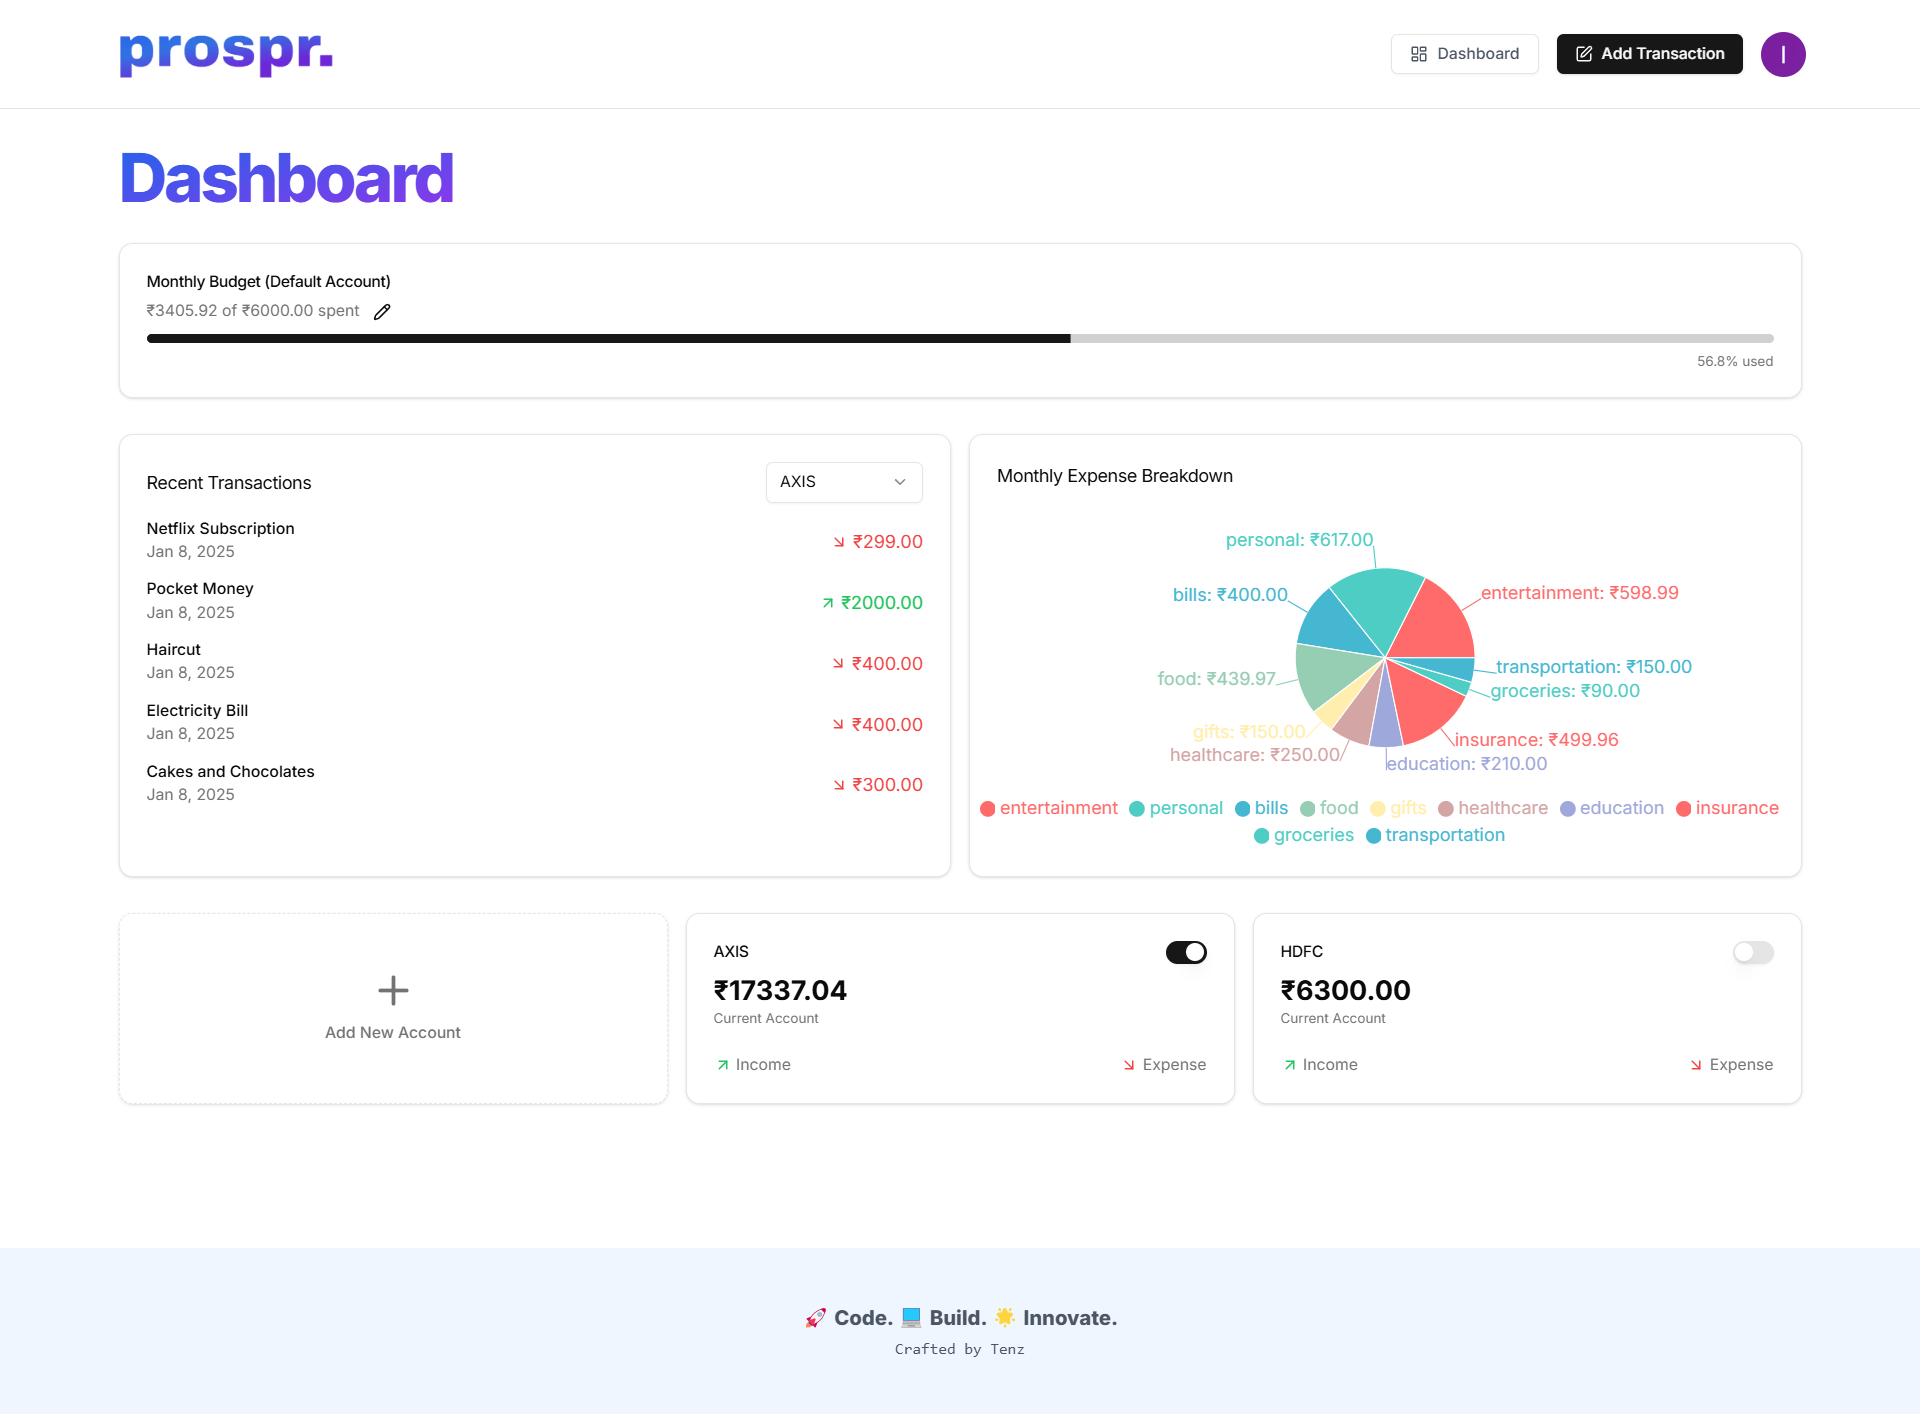 prospr.
Dashboard
Add Transaction
I
Dashboard
Monthly Budget (Default Account)
₹3405.92 of ₹6000.00 spent
56.8% used
Recent Transactions
AXIS
Netflix Subscription
Jan 8, 2025
₹299.00
Pocket Money
Jan 8, 2025
₹2000.00
Haircut
Jan 8, 2025
₹400.00
Electricity Bill
Jan 8, 2025
₹400.00
Cakes and Chocolates
Jan 8, 2025
₹300.00
Monthly Expense Breakdown
personal: ₹617.00
entertainment: ₹598.99
bills: ₹400.00
transportation: ₹150.00
food: ₹439.97
groceries: ₹90.00
gifts: ₹150.00
insurance: ₹499.96
healthcare: ₹250.00
education: ₹210.00
entertainment personal bills food gifts healthcare education insurance
groceries transportation
Add New Account
AXIS
₹17337.04
Current Account
Income Expense
HDFC
₹6300.00
Current Account
Income Expense
🚀 Code. 💻 Build. 🌟 Innovate.
Crafted by Tenz